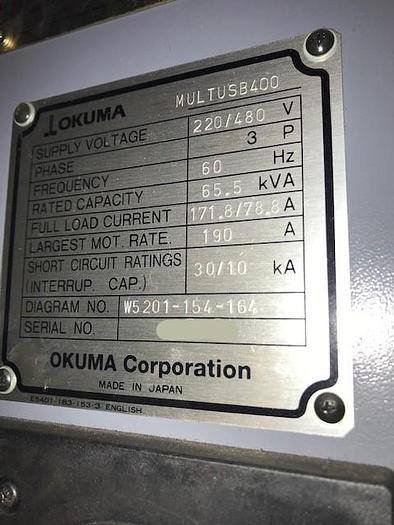 OKUMA MULTUSB400
SUPPLY VOLTAGE 220/480 V
PHASE 3 P
FREQUENCY 60 Hz
RATED CAPACITY 65.5 kVA
FULL LOAD CURRENT 171.8/78.8 A
LARGEST MOT. RATE. 190 A
SHORT CIRCUIT RATINGS 30/10 kA
(INTERRUP. CAP.)
DIAGRAM NO. W5201-154-164
SERIAL NO.
OKUMA Corporation
MADE IN JAPAN
E5401-183-153-3 ENGLISH